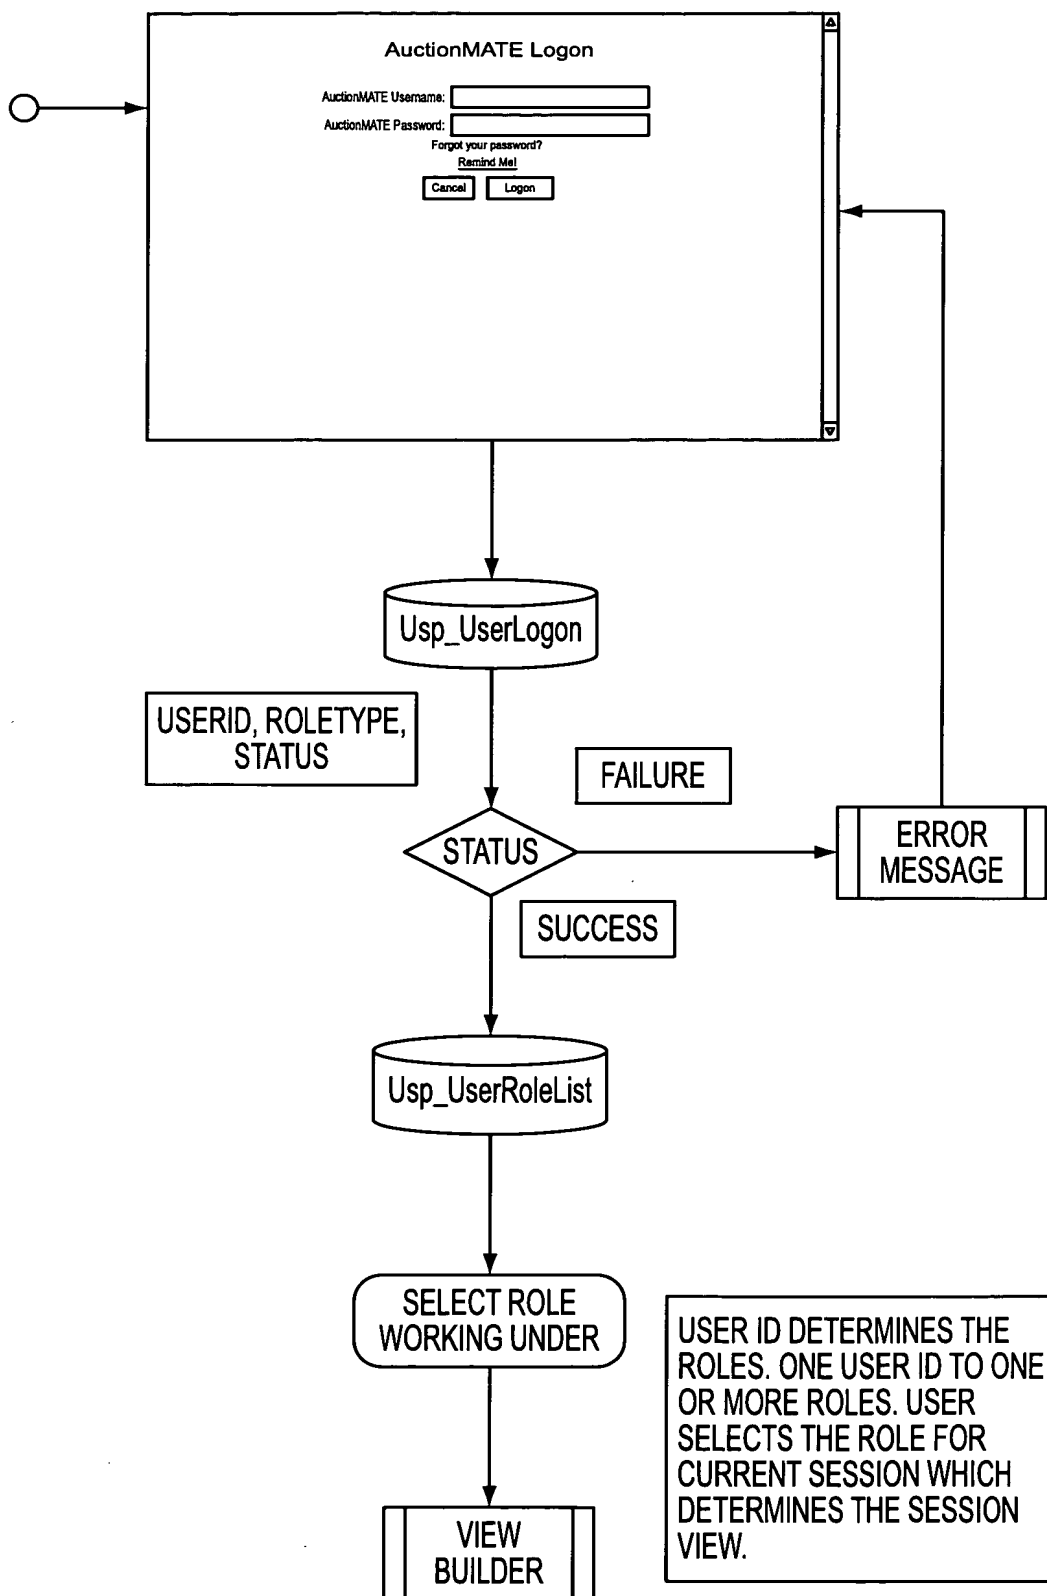 AuctionMATE Logon
AuctionMATE Username:
AuctionMATE Password:
Forgot your password?
Remind Me!
Cancel Logon
Usp_UserLogon
USERID, ROLETYPE,
STATUS
FAILURE
STATUS
ERROR
MESSAGE
SUCCESS
Usp_UserRoleList
SELECT ROLE
WORKING UNDER
USER ID DETERMINES THE
ROLES. ONE USER ID TO ONE
OR MORE ROLES. USER
SELECTS THE ROLE FOR
CURRENT SESSION WHICH
DETERMINES THE SESSION
VIEW.
VIEW
BUILDER